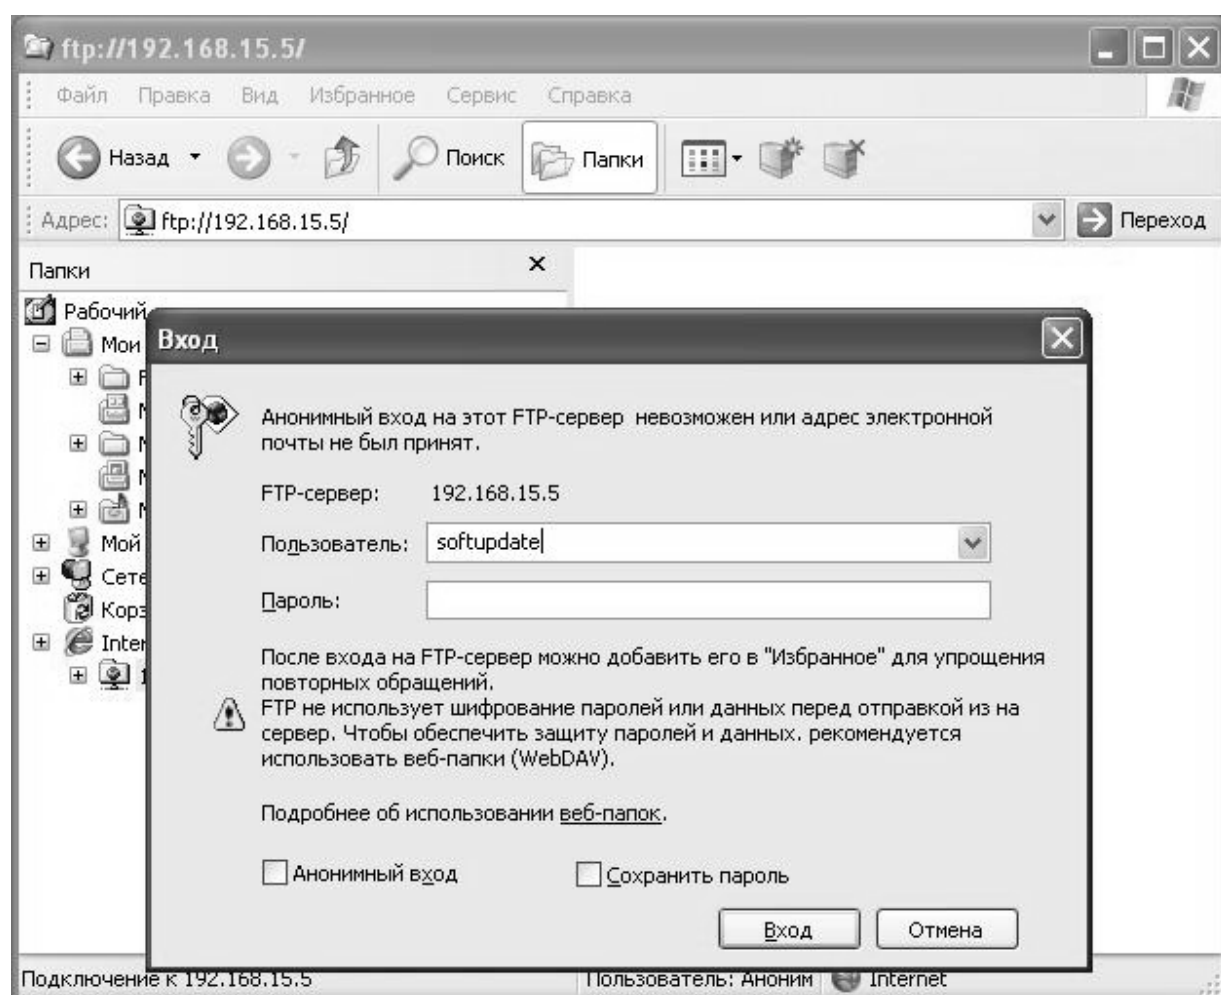 ftp://192.168.15.5/
Файл Правка Вид Избранное Сервис Справка
Назад Поиск Папки
Адрес: ftp://192.168.15.5/ Переход
Папки
Рабочий
Мои
Мой
Вход
Анонимный вход на этот FTP-сервер невозможен или адрес электронной
почты не был принят.
FTP-сервер: 192.168.15.5
Пользователь: softupdate
Пароль:
После входа на FTP-сервер можно добавить его в "Избранное" для упрощения
повторных обращений.
FTP не использует шифрование паролей или данных перед отправкой из на
сервер. Чтобы обеспечить защиту паролей и данных. рекомендуется
использовать веб-папки (WebDAV).
Подробнее об использовании веб-папок.
Анонимный вход Сохранить пароль
Вход Отмена
Подключение к 192.168.15.5 Пользователь: Аноним Internet